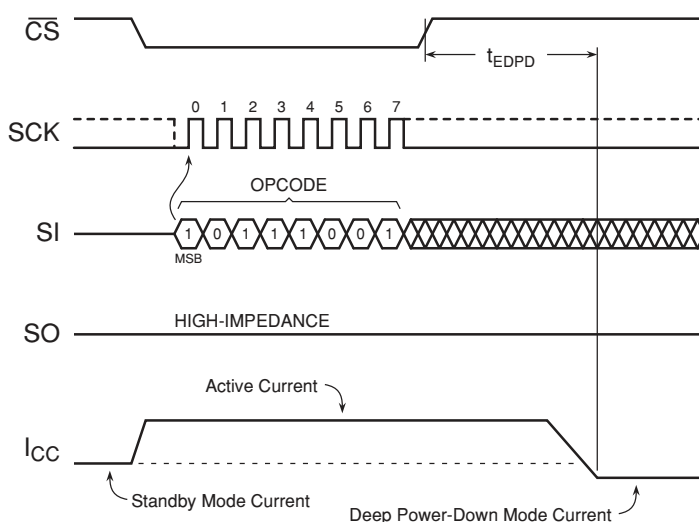 CS
tEDPD
0 1 2 3 4 5 6 7
SCK
OPCODE
SI
1 0 1 1 1 0 0 1
MSB
HIGH-IMPEDANCE
SO
Active Current
ICC
Standby Mode Current
Deep Power-Down Mode Current